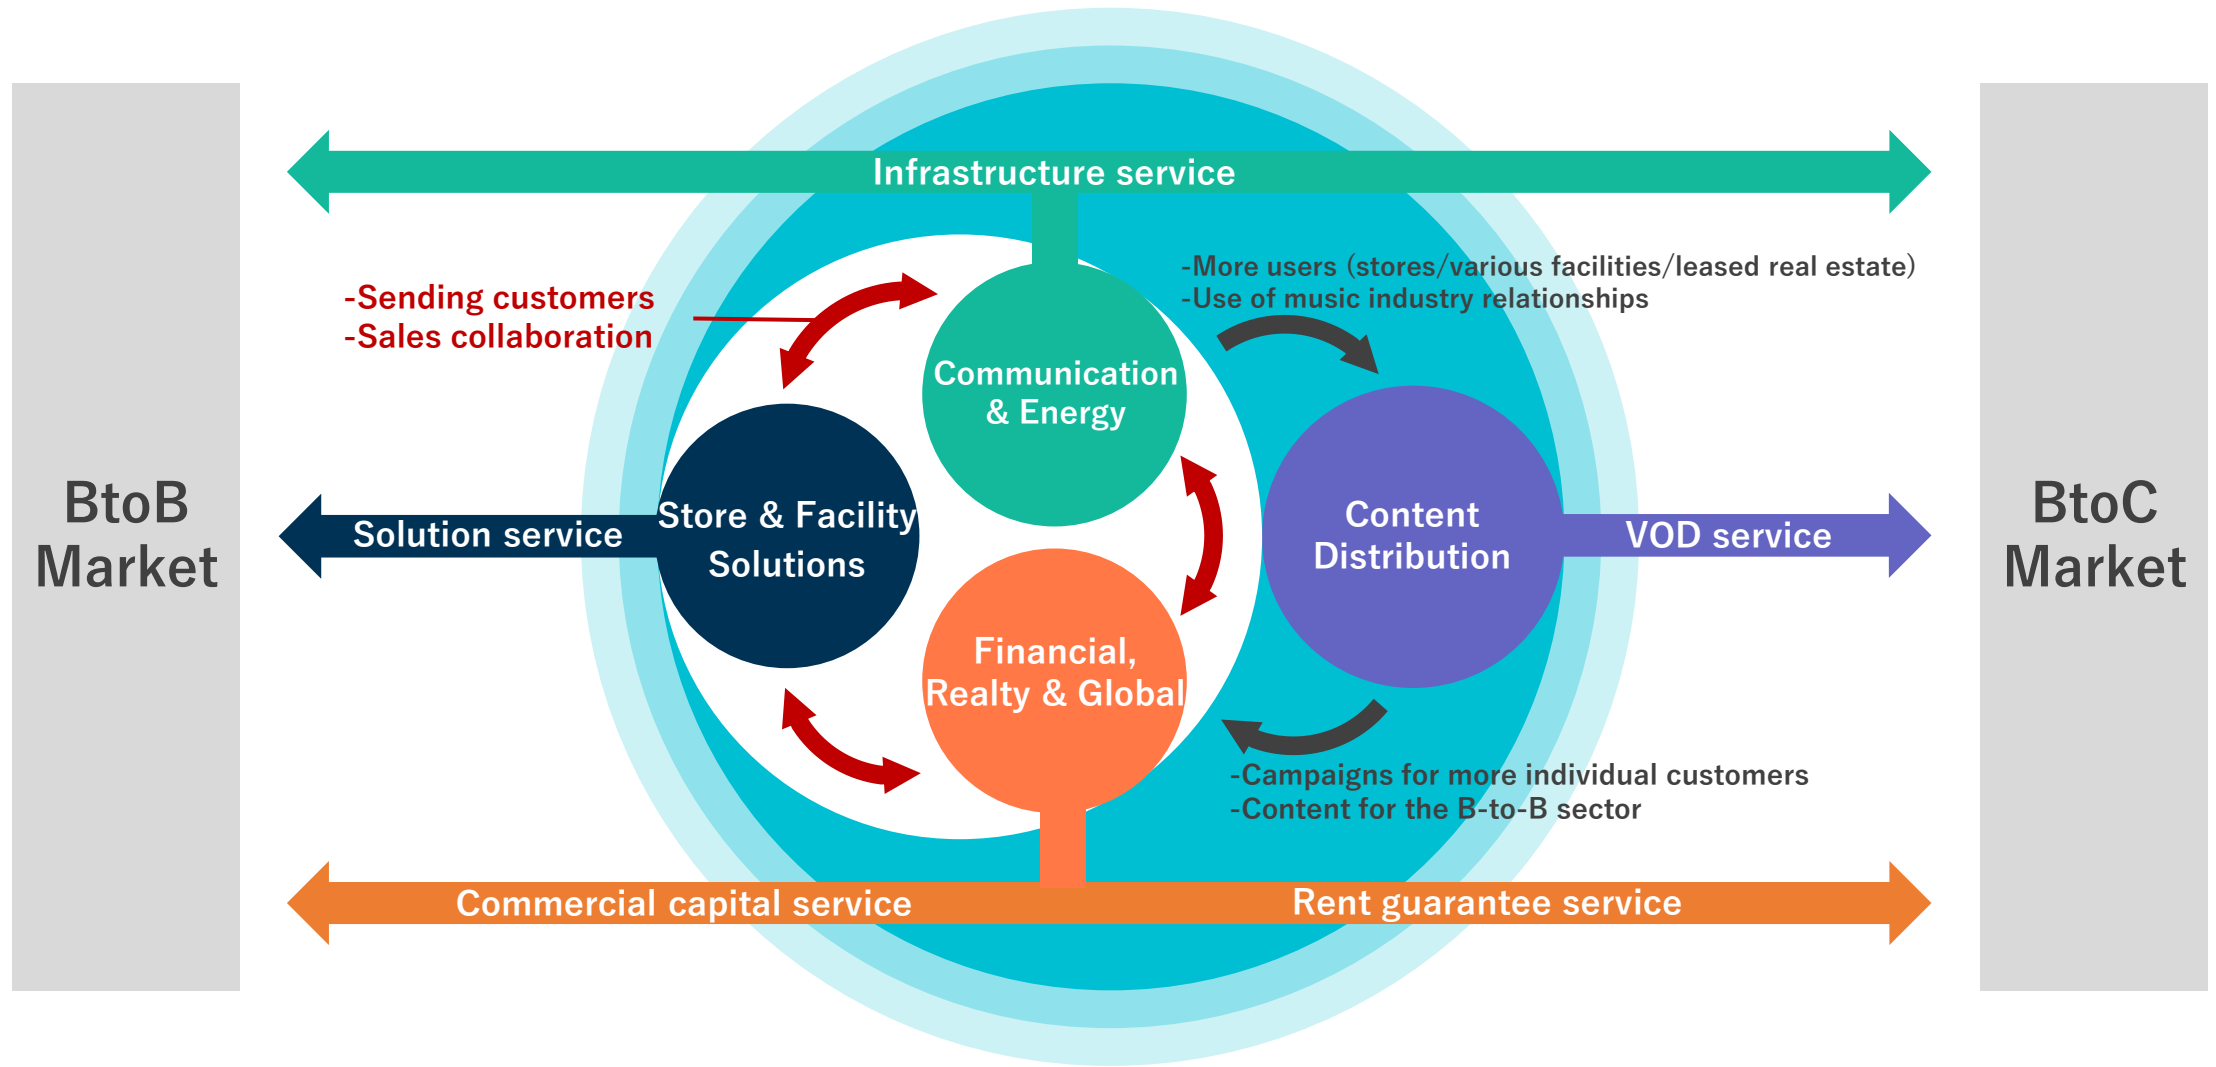 Infrastructure service
-More users (stores/various facilities/leased real estate)
-Use of music industry relationships
-Sending customers
-Sales collaboration
Communication
& Energy
BtoB
Market
Solution service
Store & Facility
Solutions
Content
Distribution
VOD service
BtoC
Market
Financial,
Realty & Global
-Campaigns for more individual customers
-Content for the B-to-B sector
Commercial capital service
Rent guarantee service